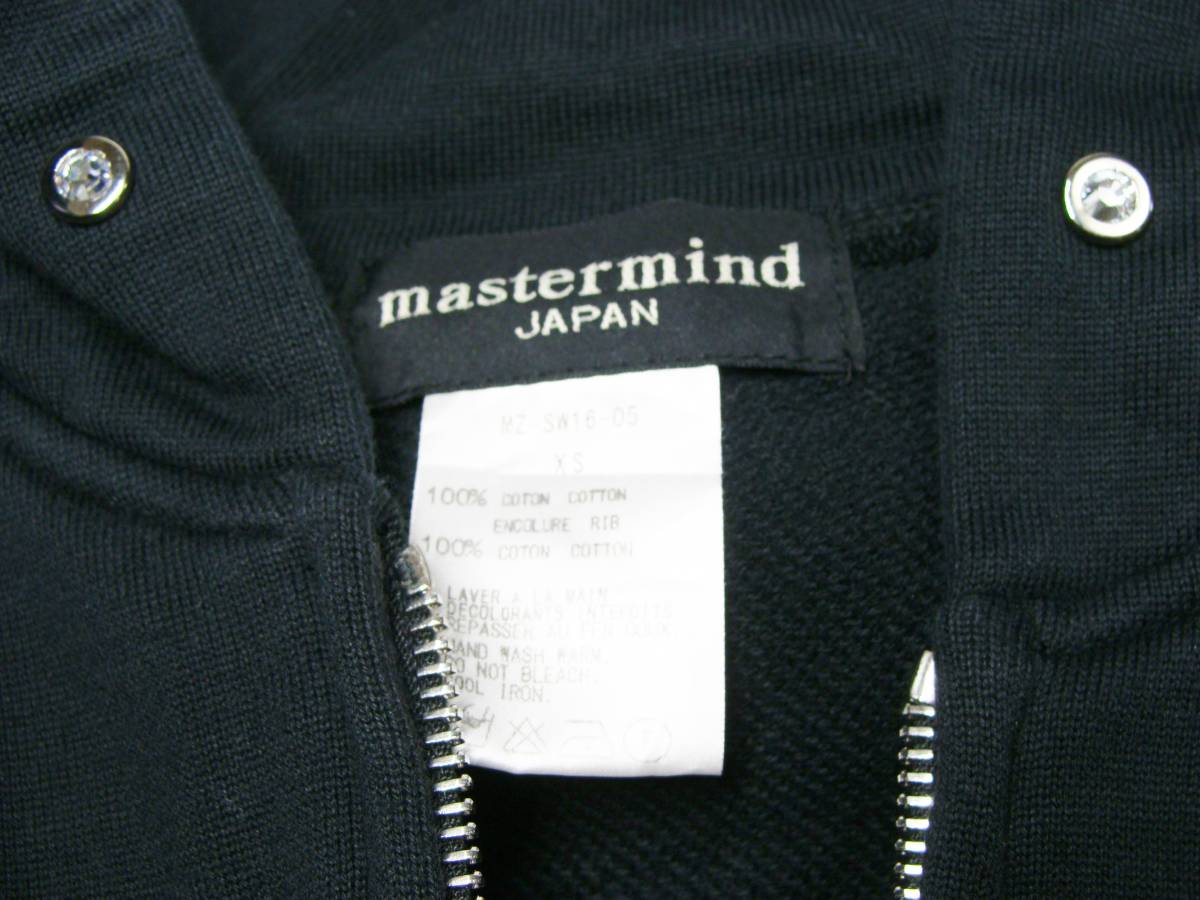 mastermind
JAPAN
MZ-SW16-05
XS
100% COTON COTTON
ENCOLURE RIB
100% COTON COTTON
LAVER A LA MAIN
DECOLORANTS INTERDITS
REPASSER AU FER DOUX
HAND WASH WARM.
DO NOT BLEACH.
COOL IRON.